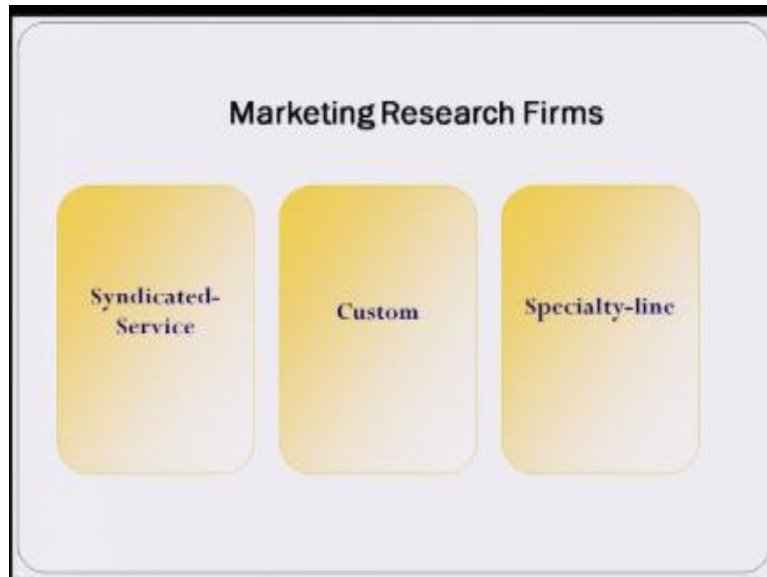 Marketing Research Firms
Syndicated-
Service
Custom
Specialty-line